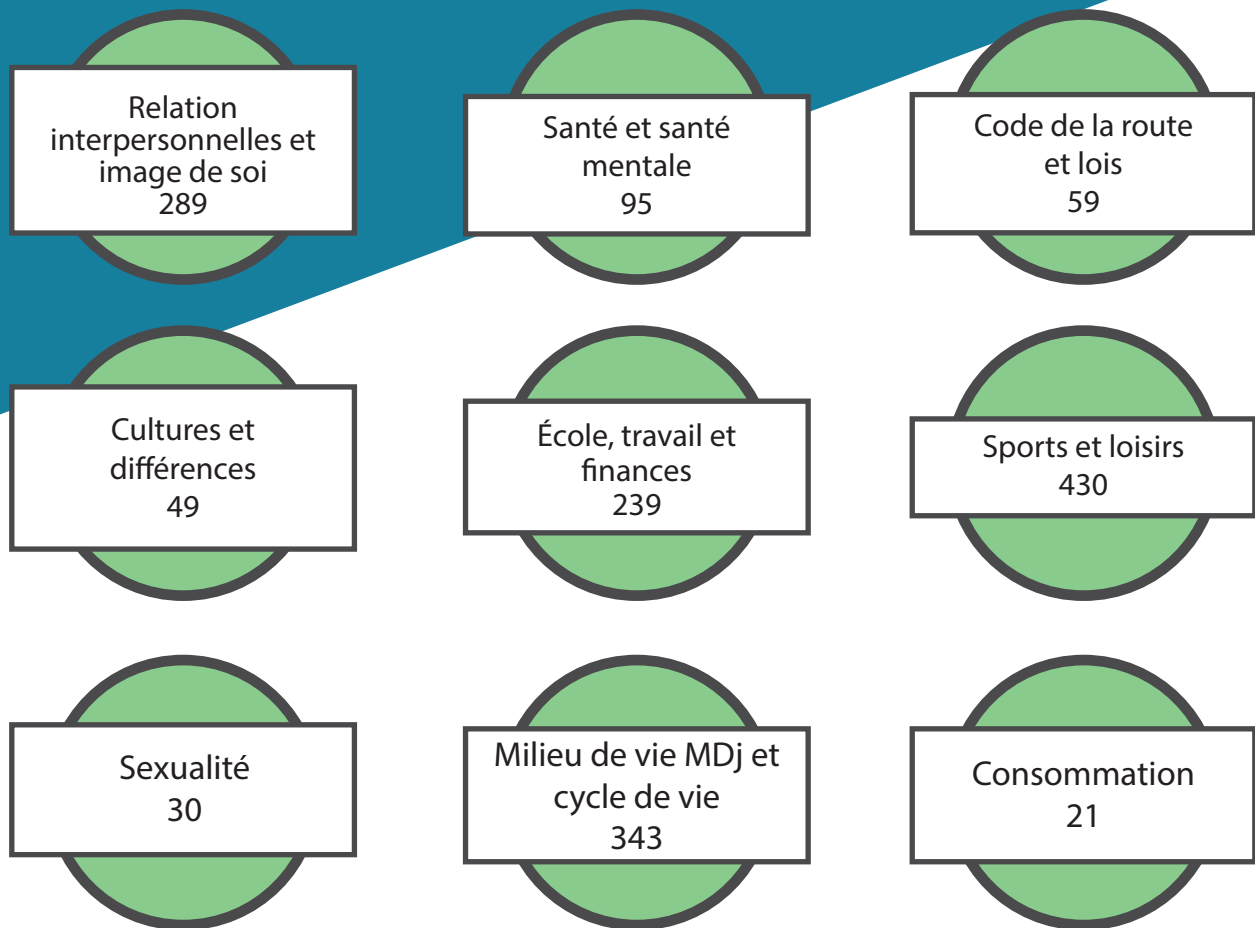 Relation
interpersonnelles et
image de soi
289
Santé et santé
mentale
95
Code de la route
et lois
59
Cultures et
différences
49
École, travail et
finances
239
Sports et loisirs
430
Sexualité
30
Milieu de vie MDj et
cycle de vie
343
Consommation
21